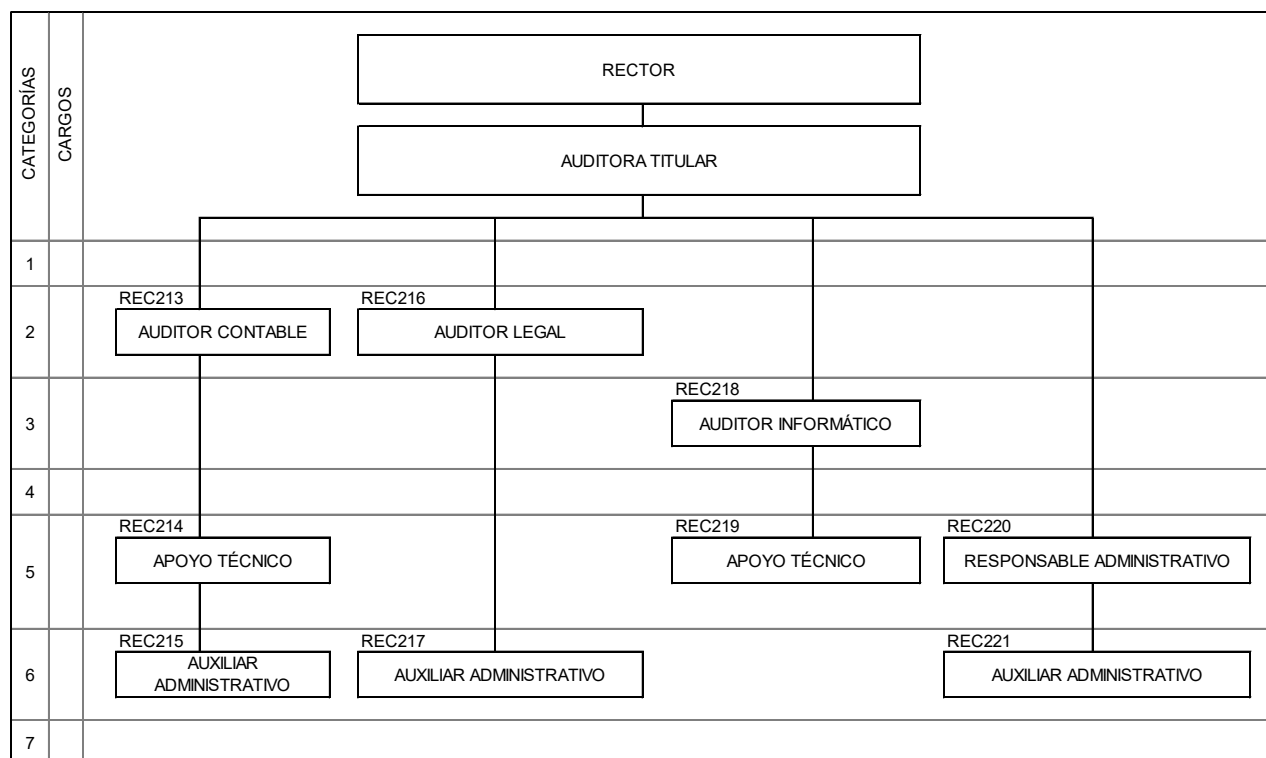 CATEGORÍAS
CARGOS
RECTOR
AUDITORA TITULAR
1
REC213
REC216
2
AUDITOR CONTABLE
AUDITOR LEGAL
REC218
3
AUDITOR INFORMÁTICO
4
REC214
REC219
REC220
5
APOYO TÉCNICO
APOYO TÉCNICO
RESPONSABLE ADMINISTRATIVO
REC215
REC217
REC221
6
AUXILIAR
ADMINISTRATIVO
AUXILIAR ADMINISTRATIVO
AUXILIAR ADMINISTRATIVO
7